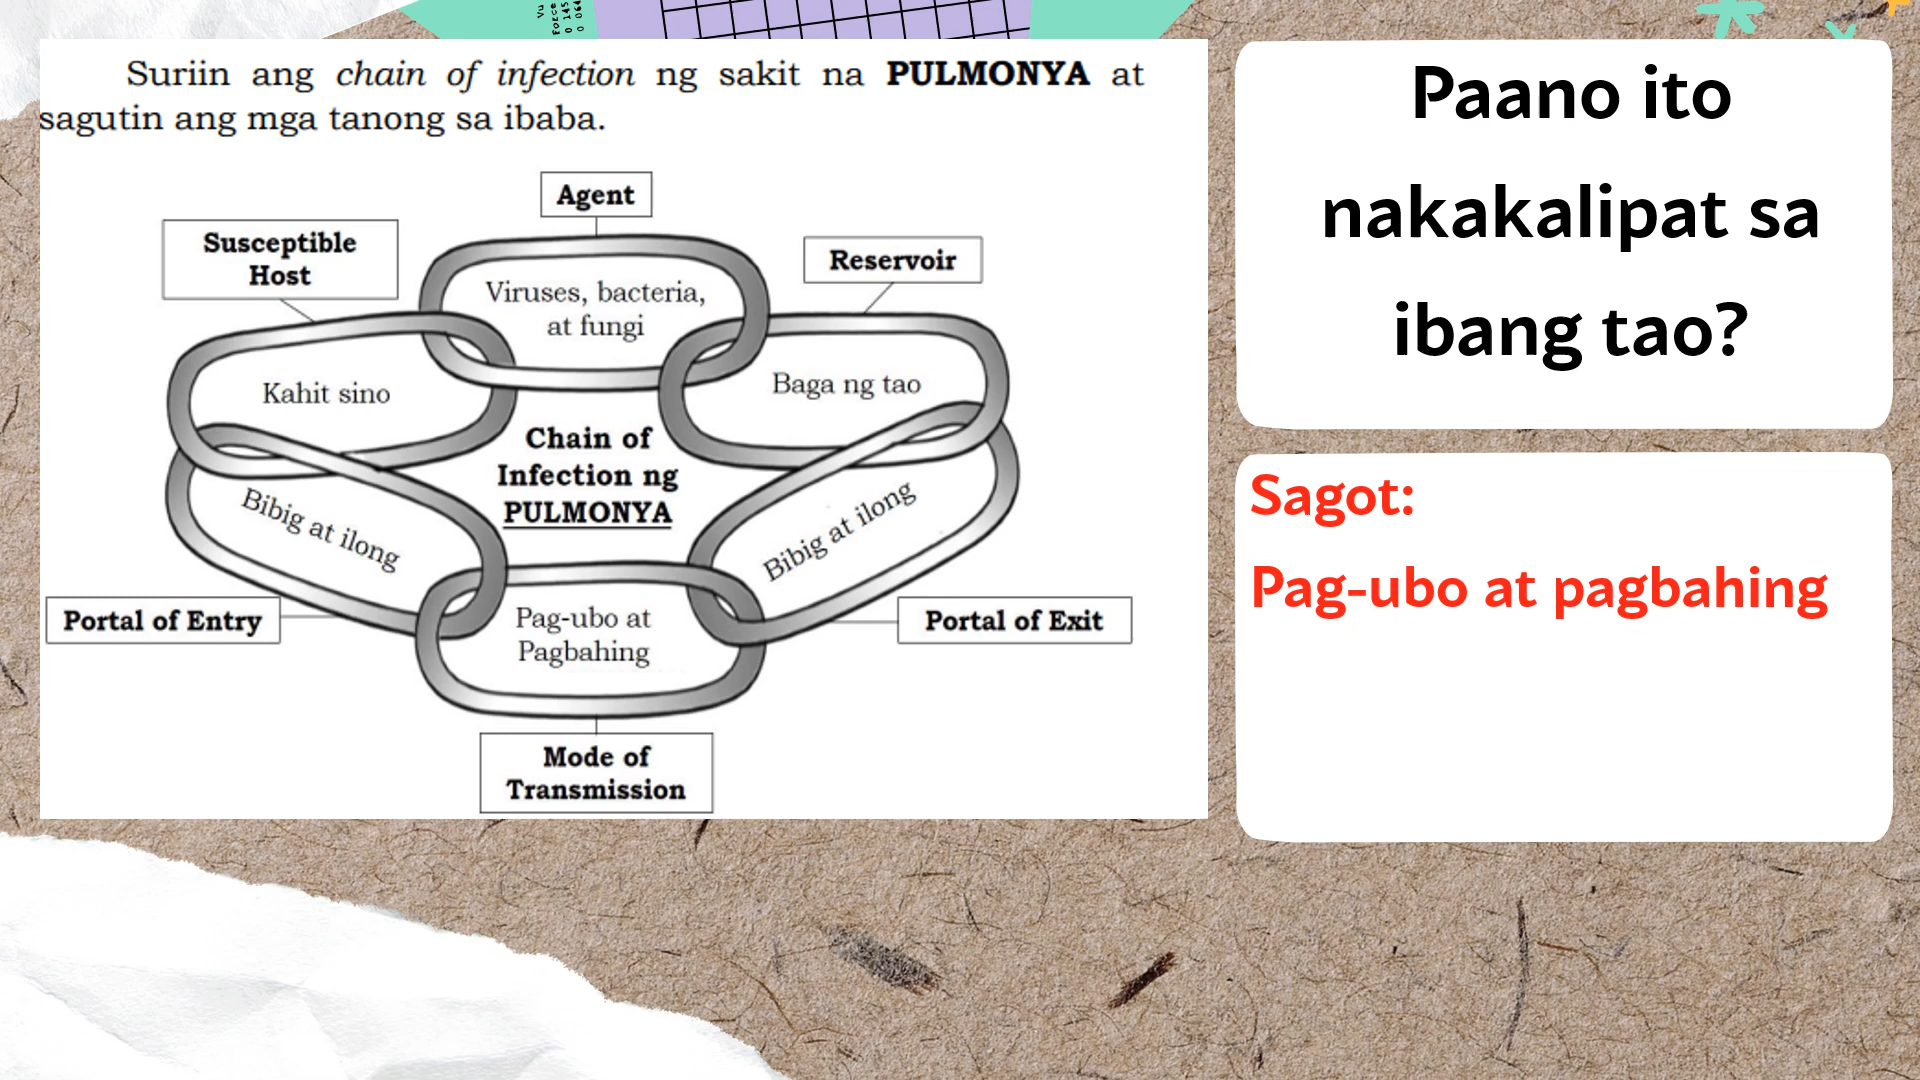 Suriin ang chain of infection ng sakit na PULMONYA at
sagutin ang mga tanong sa ibaba.
Agent
Susceptible
Host
Reservoir
Viruses, bacteria,
at fungi
Kahit sino
Baga ng tao
Chain of
Infection ng
PULMONYA
Bibig at ilong
Bibig at ilong
Portal of Entry
Pag-ubo at
Pagbahing
Portal of Exit
Mode of
Transmission
Paano ito
nakakalipat sa
ibang tao?
Sagot:
Pag-ubo at pagbahing